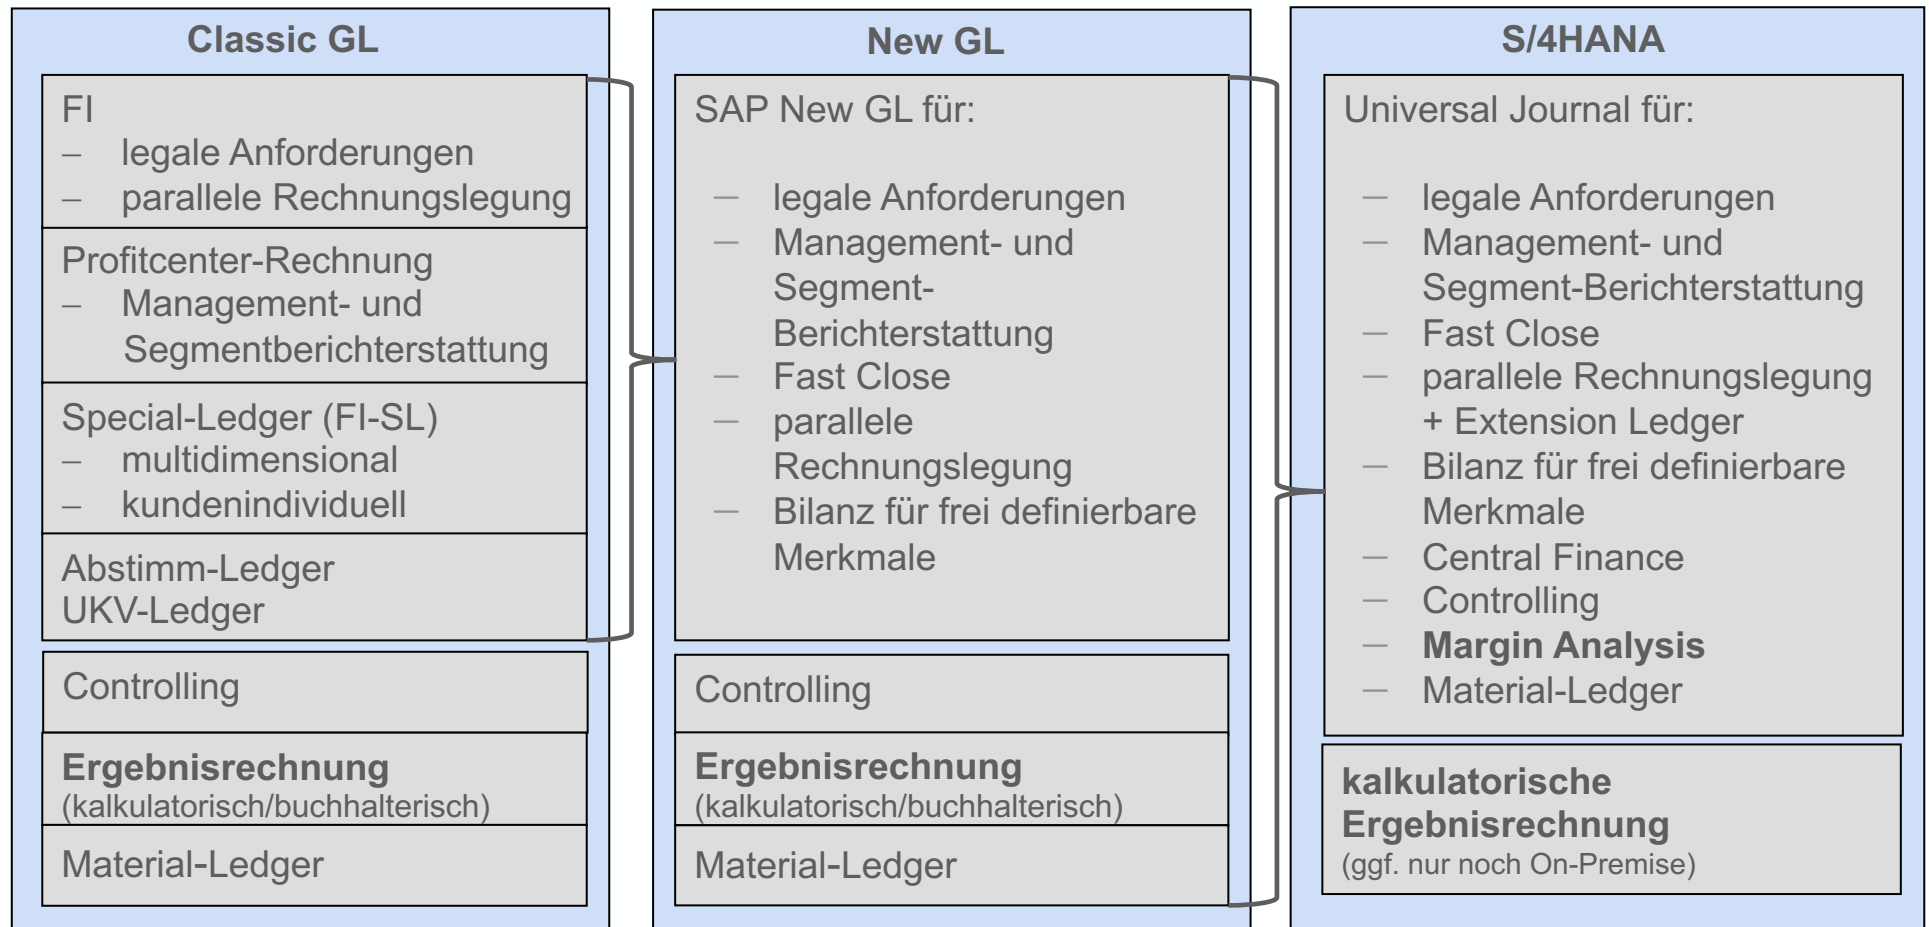 Classic GL
FI
– legale Anforderungen
– parallele Rechnungslegung
Profitcenter-Rechnung
– Management- und
Segmentberichterstattung
Special-Ledger (FI-SL)
– multidimensional
– kundenindividuell
Abstimm-Ledger
UKV-Ledger
Controlling
Ergebnisrechnung
(kalkulatorisch/buchhalterisch)
Material-Ledger
New GL
SAP New GL für:
– legale Anforderungen
– Management- und
Segment-
Berichterstattung
– Fast Close
– parallele
Rechnungslegung
– Bilanz für frei definierbare
Merkmale
Controlling
Ergebnisrechnung
(kalkulatorisch/buchhalterisch)
Material-Ledger
S/4HANA
Universal Journal für:
– legale Anforderungen
– Management- und
Segment-Berichterstattung
– Fast Close
– parallele Rechnungslegung
+ Extension Ledger
– Bilanz für frei definierbare
Merkmale
– Central Finance
– Controlling
– Margin Analysis
– Material-Ledger
kalkulatorische
Ergebnisrechnung
(ggf. nur noch On-Premise)